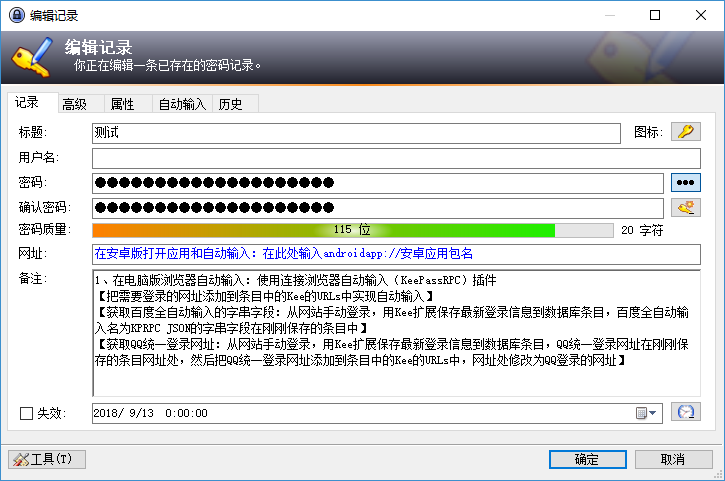 编辑记录
编辑记录
你正在编辑一条已存在的密码记录。
记录 高级 属性 自动输入 历史
标题: 测试 图标:
用户名:
密码: ●●●●●●●●●●●●●●●●●●●●
确认密码: ●●●●●●●●●●●●●●●●●●●●
密码质量: 115 位 20 字符
网址: 在安卓版打开应用和自动输入: 在此处输入androidapp://安卓应用包名
备注: 1、在电脑版浏览器自动输入: 使用连接浏览器自动输入（KeePassRPC）插件
【把需要登录的网址添加到条目中的Kee的URLs中实现自动输入】
【获取百度全自动输入的字串字段: 从网站手动登录, 用Kee扩展保存最新登录信息到数据库条目, 百度全自动输
入名为KPRPC JSON的字串字段在刚刚保存的条目中】
【获取QQ统一登录网址: 从网站手动登录, 用Kee扩展保存最新登录信息到数据库条目, QQ统一登录网址在刚刚保
存的条目网址处, 然后把QQ统一登录网址添加到条目中的Kee的URLs中, 网址处修改为QQ登录的网址】
失效: 2018/ 9/13 0:00:00
工具(T) 确定 取消